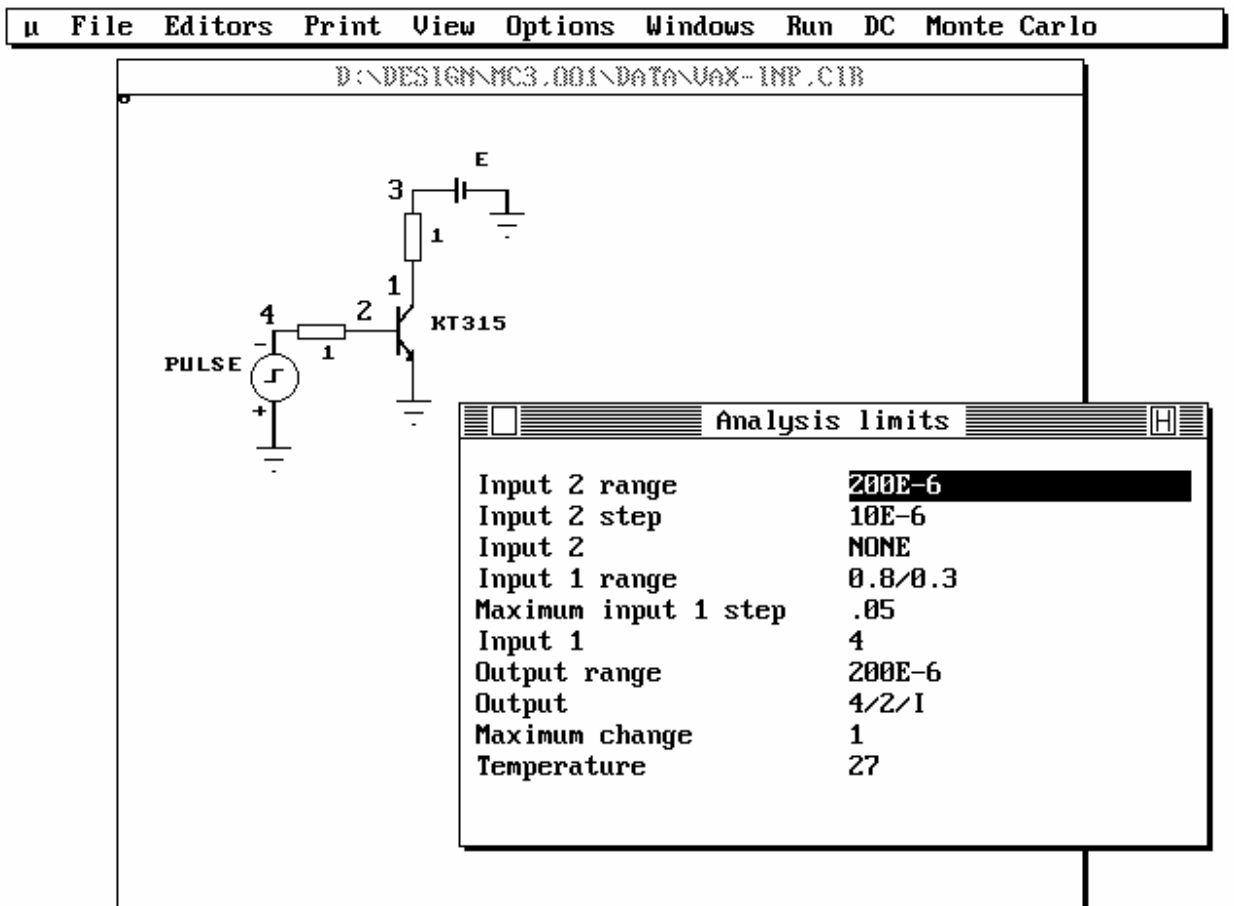 µ File Editors Print View Options Windows Run DC Monte Carlo
D:\DESIGN\MC3.001\DATA\VAX-INP.CIR
E
3
1
1
4
2
KT315
1
PULSE
-
+
Analysis limits
H
Input 2 range 200E-6
Input 2 step 10E-6
Input 2 NONE
Input 1 range 0.8/0.3
Maximum input 1 step .05
Input 1 4
Output range 200E-6
Output 4/2/I
Maximum change 1
Temperature 27